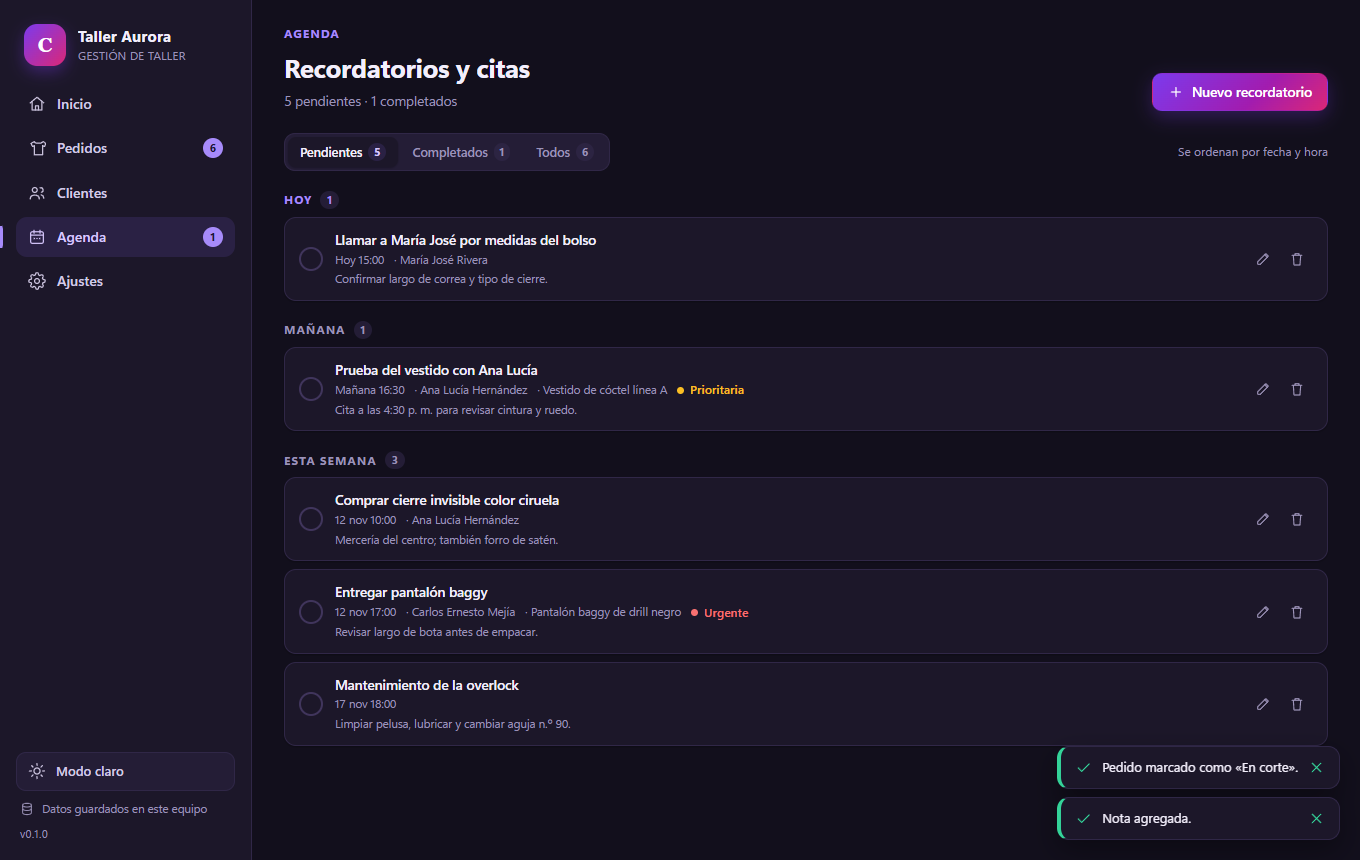 C
Taller Aurora
GESTIÓN DE TALLER
Inicio
Pedidos 6
Clientes
Agenda 1
Ajustes
Modo claro
Datos guardados en este equipo
v0.1.0
AGENDA
Recordatorios y citas
5 pendientes · 1 completados
+ Nuevo recordatorio
Pendientes 5 Completados 1 Todos 6
Se ordenan por fecha y hora
HOY 1
Llamar a María José por medidas del bolso
Hoy 15:00 · María José Rivera
Confirmar largo de correa y tipo de cierre.
MAÑANA 1
Prueba del vestido con Ana Lucía
Mañana 16:30 · Ana Lucía Hernández · Vestido de cóctel línea A Prioritaria
Cita a las 4:30 p. m. para revisar cintura y ruedo.
ESTA SEMANA 3
Comprar cierre invisible color ciruela
12 nov 10:00 · Ana Lucía Hernández
Mercería del centro; también forro de satén.
Entregar pantalón baggy
12 nov 17:00 · Carlos Ernesto Mejía · Pantalón baggy de drill negro Urgente
Revisar largo de bota antes de empacar.
Mantenimiento de la overlock
17 nov 18:00
Limpiar pelusa, lubricar y cambiar aguja n.º 90.
Pedido marcado como «En corte».
Nota agregada.